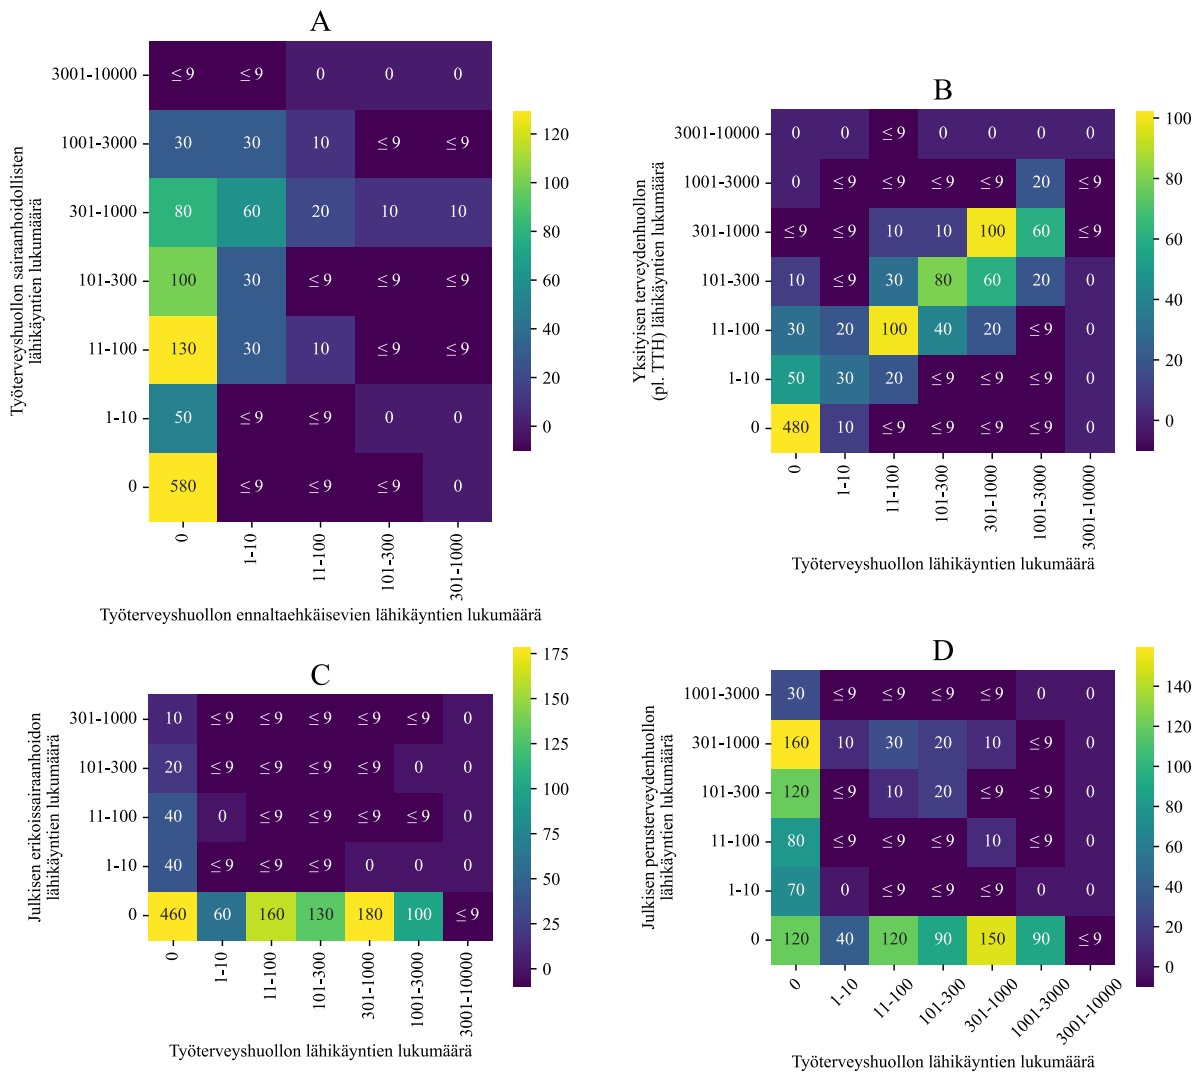 A
3001-10000
≤ 9 ≤ 9 0 0 0
1001-3000
30 30 10 ≤ 9 ≤ 9
301-1000
80 60 20 10 10
101-300
100 30 ≤ 9 ≤ 9 ≤ 9
11-100
130 30 10 ≤ 9 ≤ 9
1-10
50 ≤ 9 ≤ 9 0 0
0
580 ≤ 9 ≤ 9 ≤ 9 0
0 1-10 11-100 101-300 301-1000
Työterveyshuollon sairaanhoidollisten
lähikäyntien lukumäärä
Työterveyshuollon ennaltaehkäisevien lähikäyntien lukumäärä
120
100
80
60
40
20
0
B
3001-10000
0 0 ≤ 9 0 0 0 0
1001-3000
0 ≤ 9 ≤ 9 ≤ 9 ≤ 9 20 ≤ 9
301-1000
≤ 9 ≤ 9 10 10 100 60 ≤ 9
101-300
10 ≤ 9 30 80 60 20 0
11-100
30 20 100 40 20 ≤ 9 0
1-10
50 30 20 ≤ 9 ≤ 9 ≤ 9 0
0
480 10 ≤ 9 ≤ 9 ≤ 9 ≤ 9 0
0 1-10 11-100 101-300 301-1000 1001-3000 3001-10000
Yksityisen terveydenhuollon
(pl. TTH) lähikäyntien lukumäärä
Työterveyshuollon lähikäyntien lukumäärä
100
80
60
40
20
0
C
301-1000
10 ≤ 9 ≤ 9 ≤ 9 ≤ 9 ≤ 9 0
101-300
20 ≤ 9 ≤ 9 ≤ 9 ≤ 9 0 0
11-100
40 0 ≤ 9 ≤ 9 ≤ 9 ≤ 9 0
1-10
40 ≤ 9 ≤ 9 ≤ 9 0 0 0
0
460 60 160 130 180 100 ≤ 9
0 1-10 11-100 101-300 301-1000 1001-3000 3001-10000
Julkisen erikoissairaanhoidon
lähikäyntien lukumäärä
Työterveyshuollon lähikäyntien lukumäärä
175
150
125
100
75
50
25
0
D
1001-3000
30 ≤ 9 ≤ 9 ≤ 9 ≤ 9 0 0
301-1000
160 10 30 20 10 ≤ 9 0
101-300
120 ≤ 9 10 20 ≤ 9 ≤ 9 0
11-100
80 ≤ 9 ≤ 9 ≤ 9 10 ≤ 9 0
1-10
70 0 ≤ 9 ≤ 9 ≤ 9 0 0
0
120 40 120 90 150 90 ≤ 9
0 1-10 11-100 101-300 301-1000 1001-3000 3001-10000
Julkisen perusterveydenhuollon
lähikäyntien lukumäärä
Työterveyshuollon lähikäyntien lukumäärä
140
120
100
80
60
40
20
0